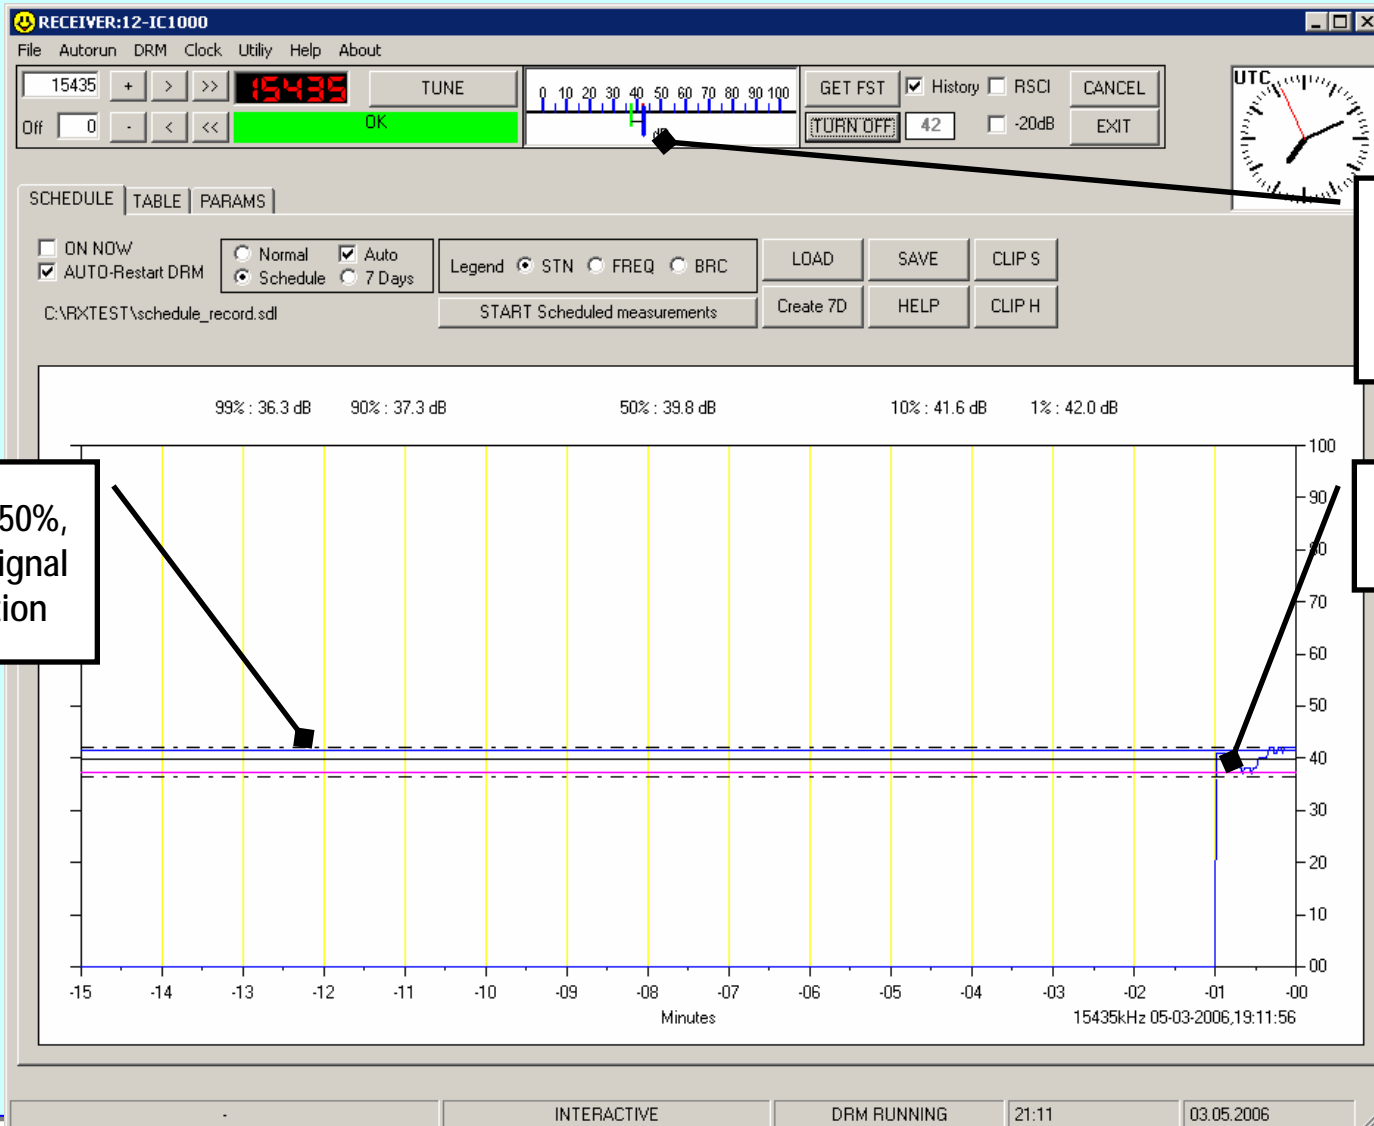 RECEIVER:12-IC1000
File Autorun DRM Clock Utiliy Help About
15435 + > >> 15435 TUNE
0 10 20 30 40 50 60 70 80 90 100
GET FST History RSCI CANCEL
UTC
Off 0 - < << OK
dB
TURN OFF 42 -20dB EXIT
SCHEDULE TABLE PARAMS
ON NOW
AUTO-Restart DRM
Normal Auto
Schedule 7 Days
Legend STN FREQ BRC
LOAD SAVE CLIP S
C:\RXTEST\schedule_record.sdl
START Scheduled measurements
Create 7D HELP CLIP H
99% : 36.3 dB 90% : 37.3 dB 50% : 39.8 dB 10% : 41.6 dB 1% : 42.0 dB
100
90
80
70
60
50
40
30
20
10
00
50%,
ignal
tion
-15 -14 -13 -12 -11 -10 -09 -08 -07 -06 -05 -04 -03 -02 -01 -00
Minutes
15435kHz 05-03-2006,19:11:56
- INTERACTIVE DRM RUNNING 21:11 03.05.2006